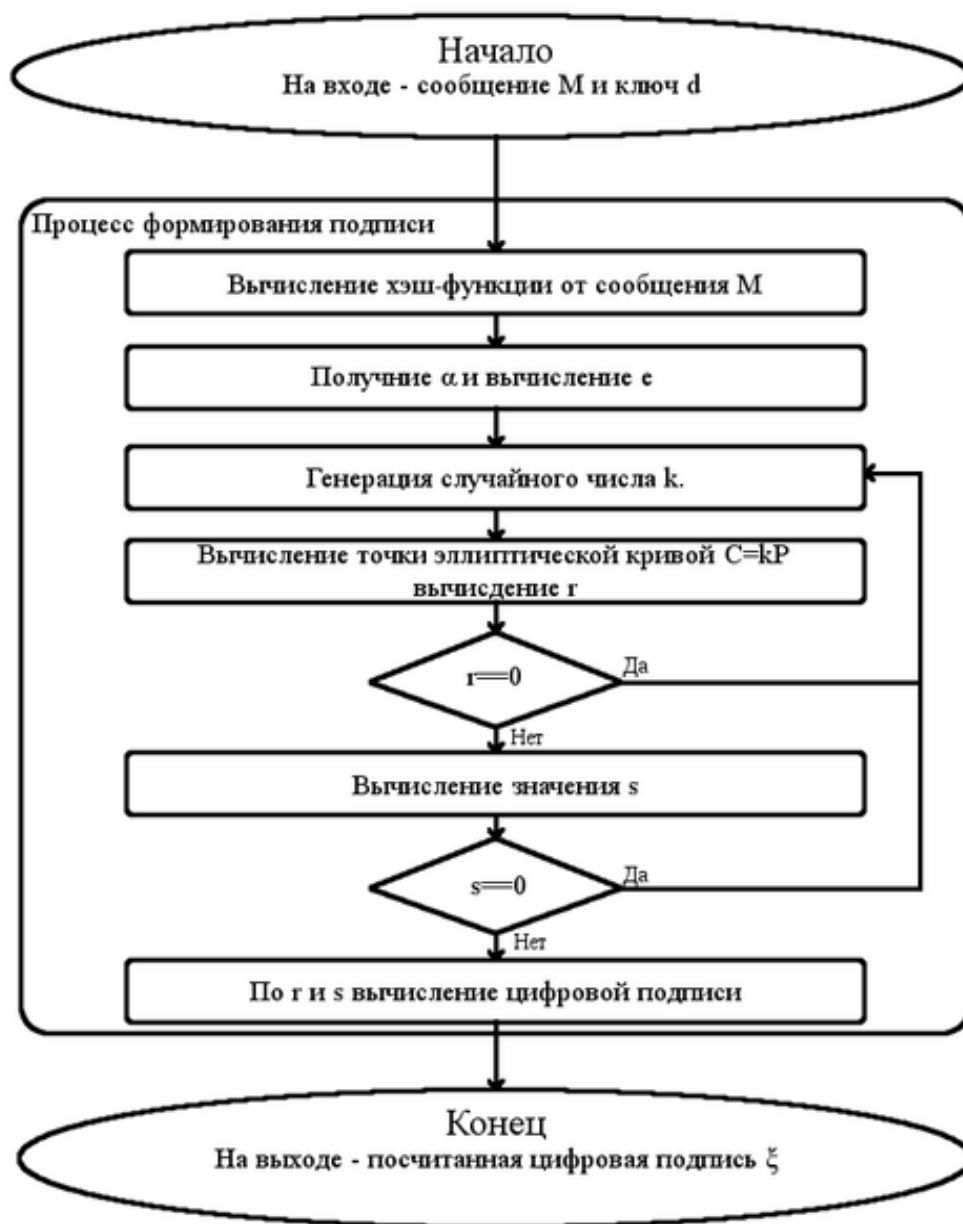 Начало
На входе - сообщение М и ключ d
Процесс формирования подписи
Вычисление хэш-функции от сообщения М
Получние α и вычисление e
Генерация случайного числа k.
Вычисление точки эллиптической кривой C=kP
вычисдение r
r==0
Да
Нет
Вычисление значения s
s==0
Да
Нет
По r и s вычисление цифровой подписи
Конец
На выходе - посчитанная цифровая подпись ξ